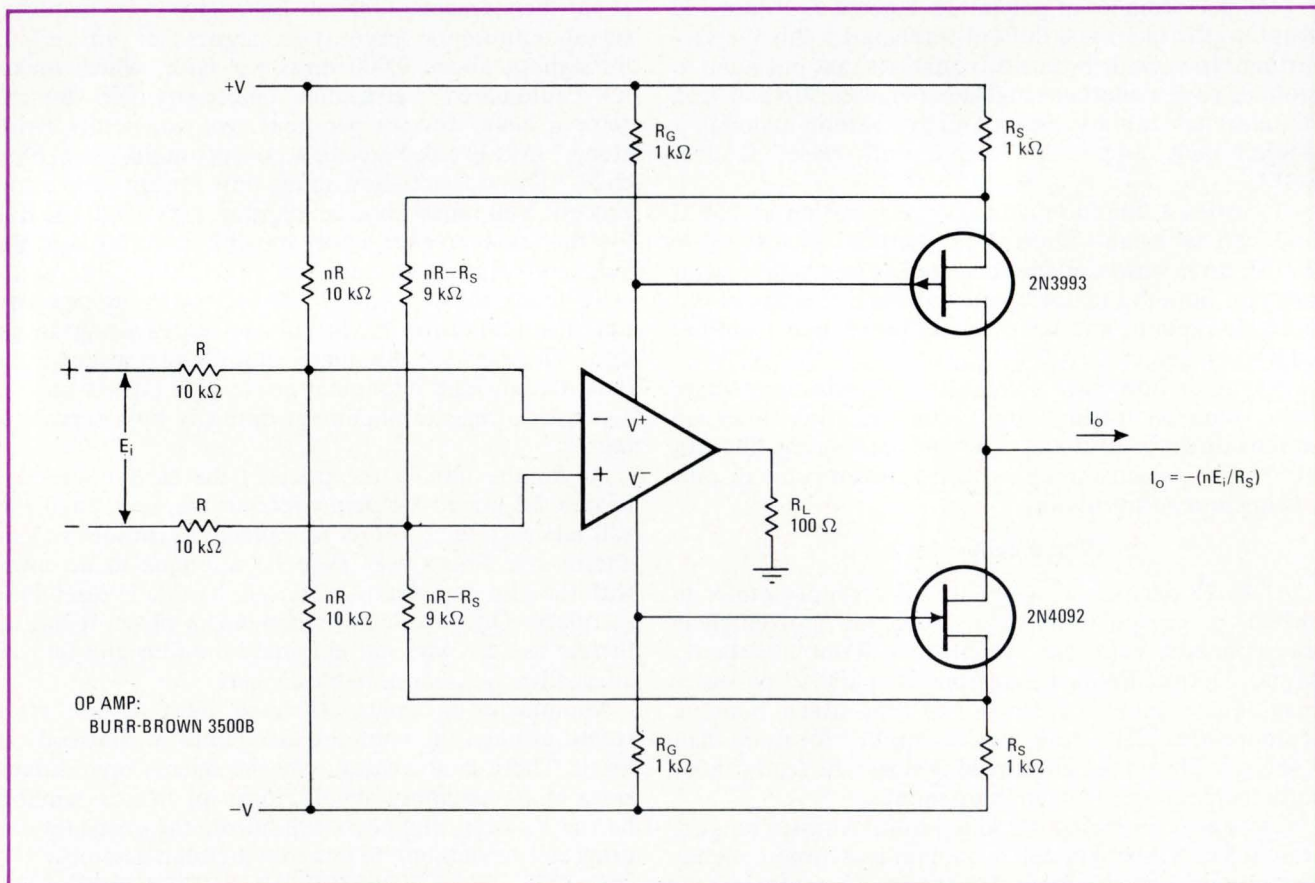 +V
R_G
1 kΩ
R_S
1 kΩ
nR
10 kΩ
nR–R_S
9 kΩ
2N3993
R
10 kΩ
+
E_i
–
R
10 kΩ
–
V⁺
+
V⁻
R_L
100 Ω
I_o
I_o = –(nE_i/R_S)
nR
10 kΩ
nR–R_S
9 kΩ
2N4092
OP AMP:
BURR-BROWN 3500B
R_G
1 kΩ
R_S
1 kΩ
–V